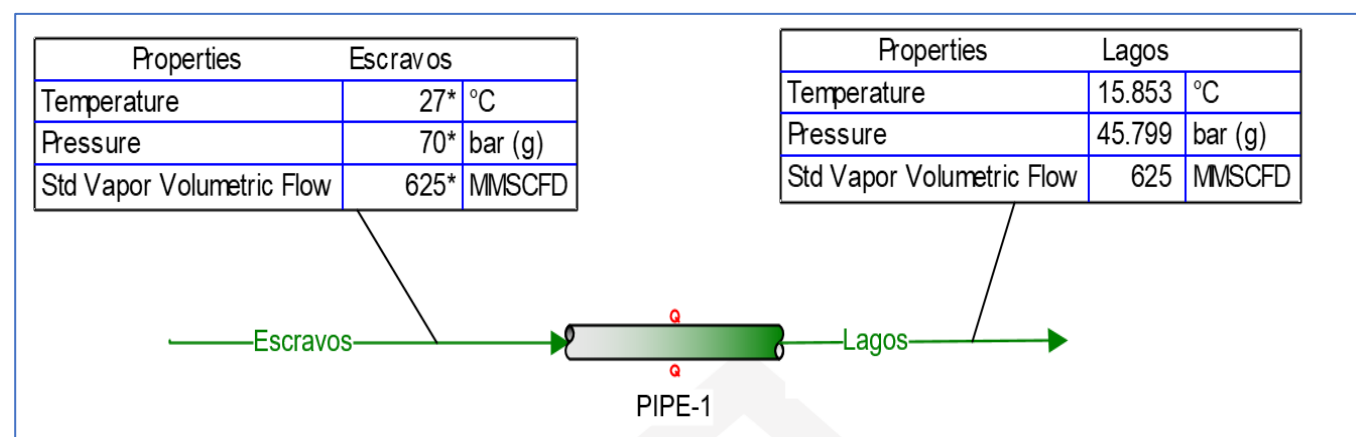 Properties Escravos
Temperature 27* °C
Pressure 70* bar (g)
Std Vapor Volumetric Flow 625* MMSCFD
Properties Lagos
Temperature 15.853 °C
Pressure 45.799 bar (g)
Std Vapor Volumetric Flow 625 MMSCFD
Q
Escravos
Lagos
Q
PIPE-1